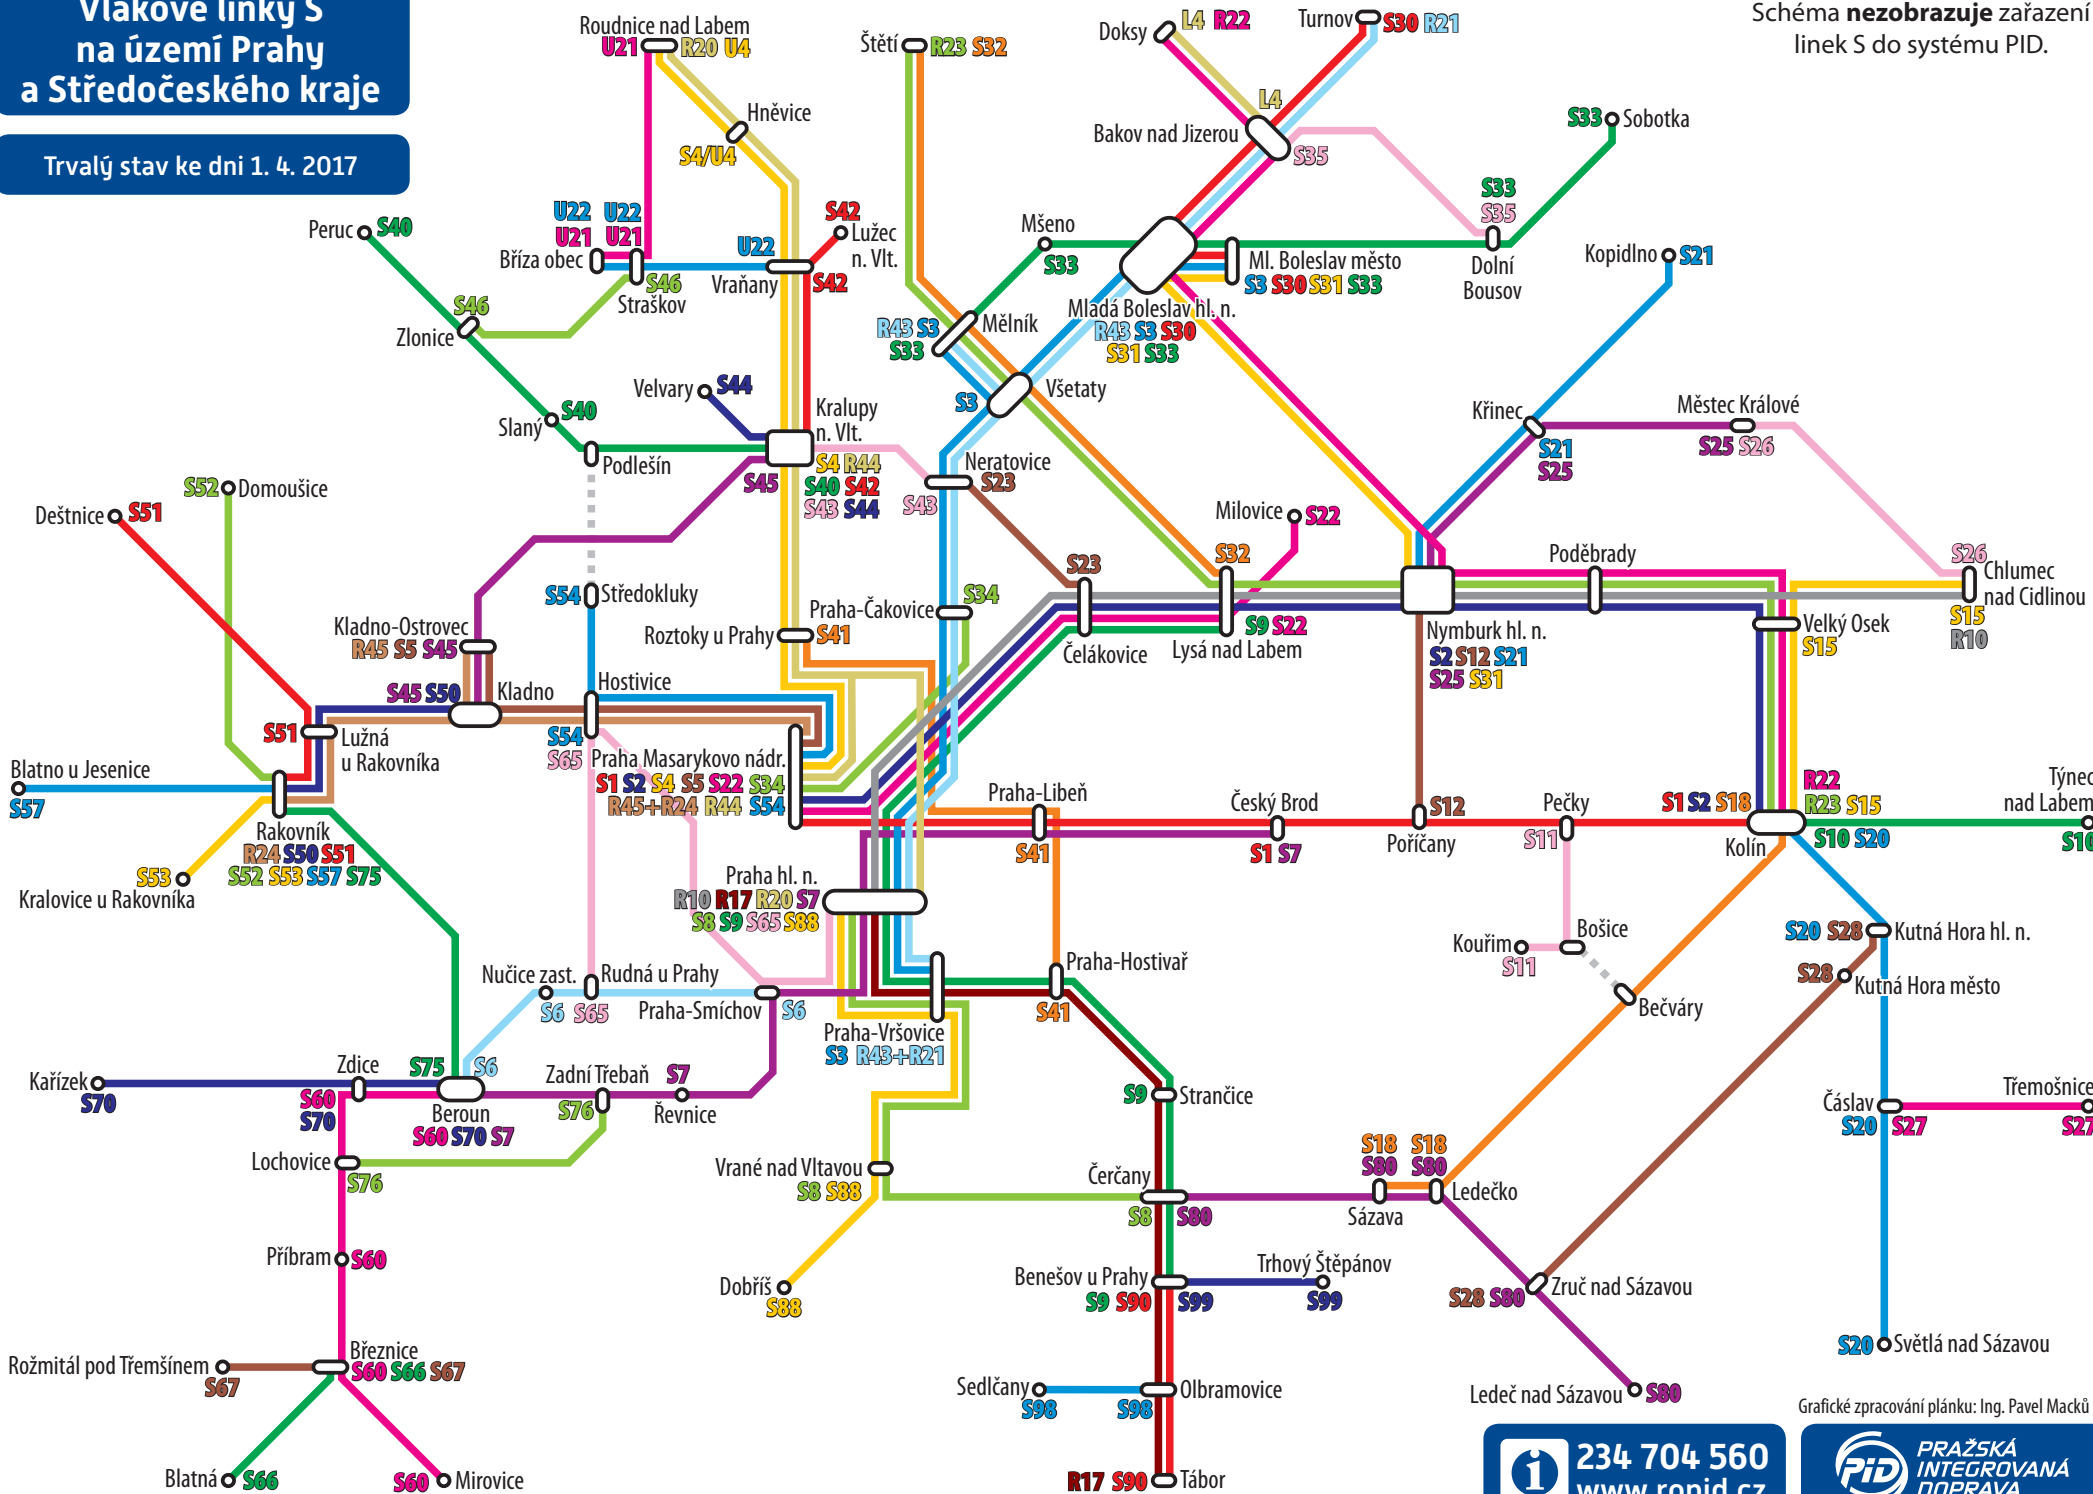 Vlakové linky S
na území Prahy
a Středočeského kraje
Trvalý stav ke dni 1. 4. 2017
Schéma nezobrazuje zařazení
linek S do systému PID.
Roudnice nad Labem
U21 R20 U4
Štětí R23 S32
Doksy L4 R22
Turnov S30 R21
Hněvice
S4/U4
L4
Bakov nad Jizerou
S35
S33 Sobotka
Peruc S40
U22 U22
U21 U21
Bříza obec
S46
Straškov
U22
Vraňany
S42
Lužec
n. Vlt.
S42
Mšeno
S33
S33
S35
Dolní
Bousov
Ml. Boleslav město
S3 S30 S31 S33
Kopidlno S21
S46
Zlonice
R43 S3
S33
Mělník
Mladá Boleslav hl. n.
R43 S3 S30
S31 S33
Velvary S44
S3
Všetaty
Slaný S40
Podlešín
Kralupy
n. Vlt.
S4 R44
S40 S42
S43 S44
S45
Neratovice
S23
S43
Křinec
S21
S25
Městec Králové
S25 S26
S52 Domoušice
Deštnice S51
Milovice S22
S54 Středokluky
Roztoky u Prahy S41
Praha-Čakovice S34
S23
Čelákovice
S32
S9 S22
Lysá nad Labem
Poděbrady
Nymburk hl. n.
S2 S12 S21
S25 S31
S26
Chlumec
nad Cidlinou
S15
R10
Velký Osek
S15
Kladno-Ostrovec
R45 S5 S45
S45 S50 Kladno
Hostivice
S54
S65
S51 Lužná
u Rakovníka
Blatno u Jesenice
S57
Praha Masarykovo nádr.
S1 S2 S4 S5 S22 S34
R45+R24 R44 S54
Praha-Libeň
S41
Český Brod
S1 S7
S12
Poříčany
Pečky
S11
S1 S2 S18
R22
R23 S15
S10 S20
Kolín
Týnec
nad Labem
S10
Rakovník
R24 S50 S51
S52 S53 S57 S75
S53
Kralovice u Rakovníka
Praha hl. n.
R10 R17 R20 S7
S8 S9 S65 S88
Kouřim
S11
Bošice
Bečváry
S20 S28 Kutná Hora hl. n.
S28
Kutná Hora město
Nučice zast.
S6
Rudná u Prahy
S65
Praha-Smíchov S6
Praha-Vršovice
S3 R43+R21
Praha-Hostivař
S41
Kařízek
S70
Zdice
S60
S70
S75 S6
Beroun
S60 S70 S7
Zadní Třebaň
S76
S7
Řevnice
S9 Strančice
Čáslav
S20 S27
Třemošnice
S27
Lochovice
S76
Vrané nad Vltavou
S8 S88
Čerčany
S8 S80
S18 S18
S80 S80
Sázava
Ledečko
Příbram S60
Dobříš
S88
Benešov u Prahy
S9 S90 S99
Trhový Štěpánov
S99
S28 S80 Zruč nad Sázavou
Rožmitál pod Třemšínem
S67
Březnice
S60 S66 S67
Sedlčany
S98
S98
Olbramovice
S20 Světlá nad Sázavou
Ledeč nad Sázavou S80
Blatná S66
S60 Mirovice
R17 S90 Tábor
Grafické zpracování plánku: Ing. Pavel Macků
i 234 704 560
www.ropid.cz
PID PRAŽSKÁ
INTEGROVANÁ
DOPRAVA